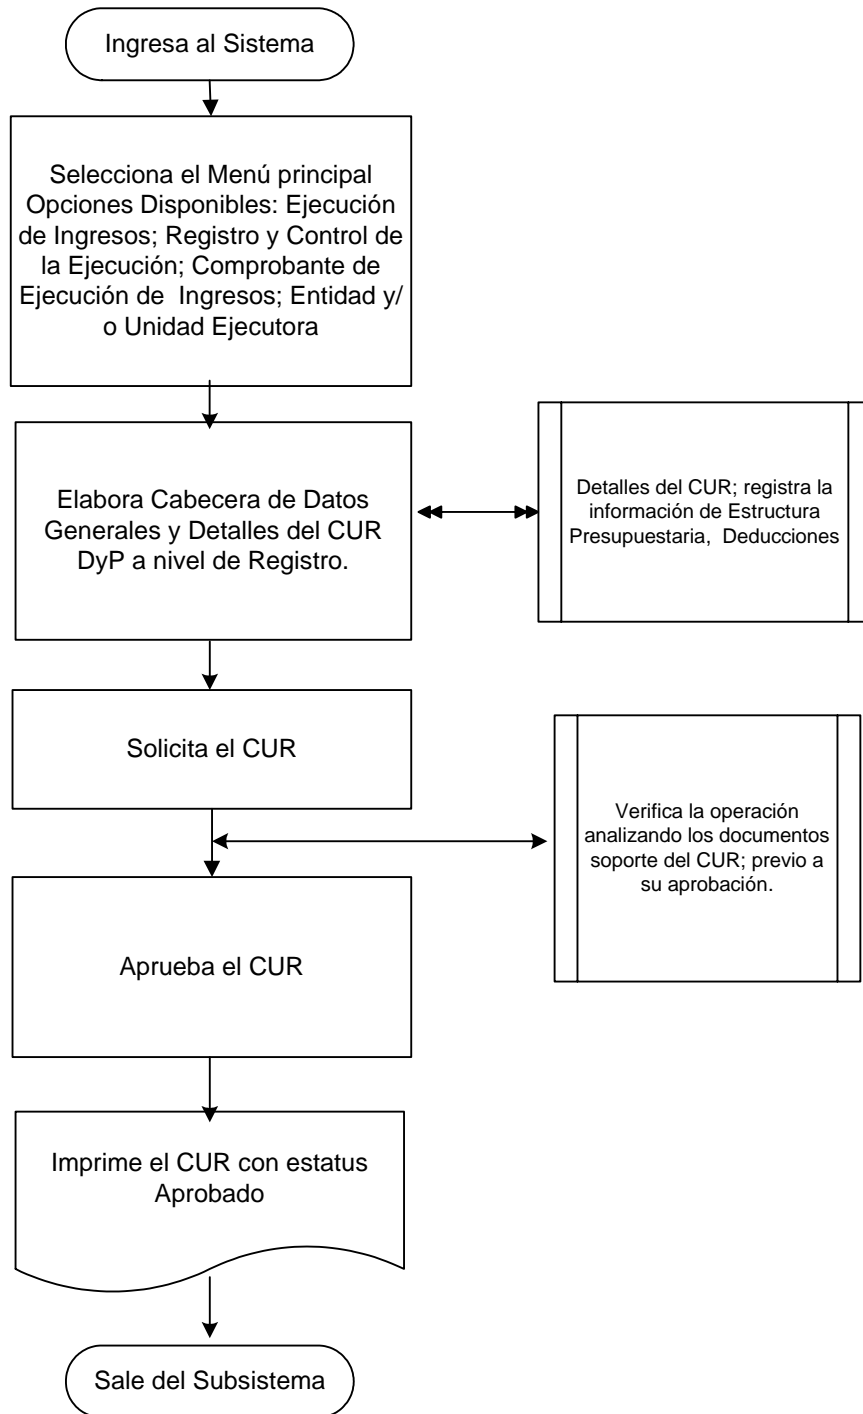 Ingresa al Sistema
Selecciona el Menú principal
Opciones Disponibles: Ejecución
de Ingresos; Registro y Control de
la Ejecución; Comprobante de
Ejecución de  Ingresos; Entidad y/
o Unidad Ejecutora
Elabora Cabecera de Datos
Generales y Detalles del CUR
DyP a nivel de Registro.
Detalles del CUR; registra la
información de Estructura
Presupuestaria,  Deducciones
Solicita el CUR
Verifica la operación
analizando los documentos
soporte del CUR; previo a
su aprobación.
Aprueba el CUR
Imprime el CUR con estatus
Aprobado
Sale del Subsistema